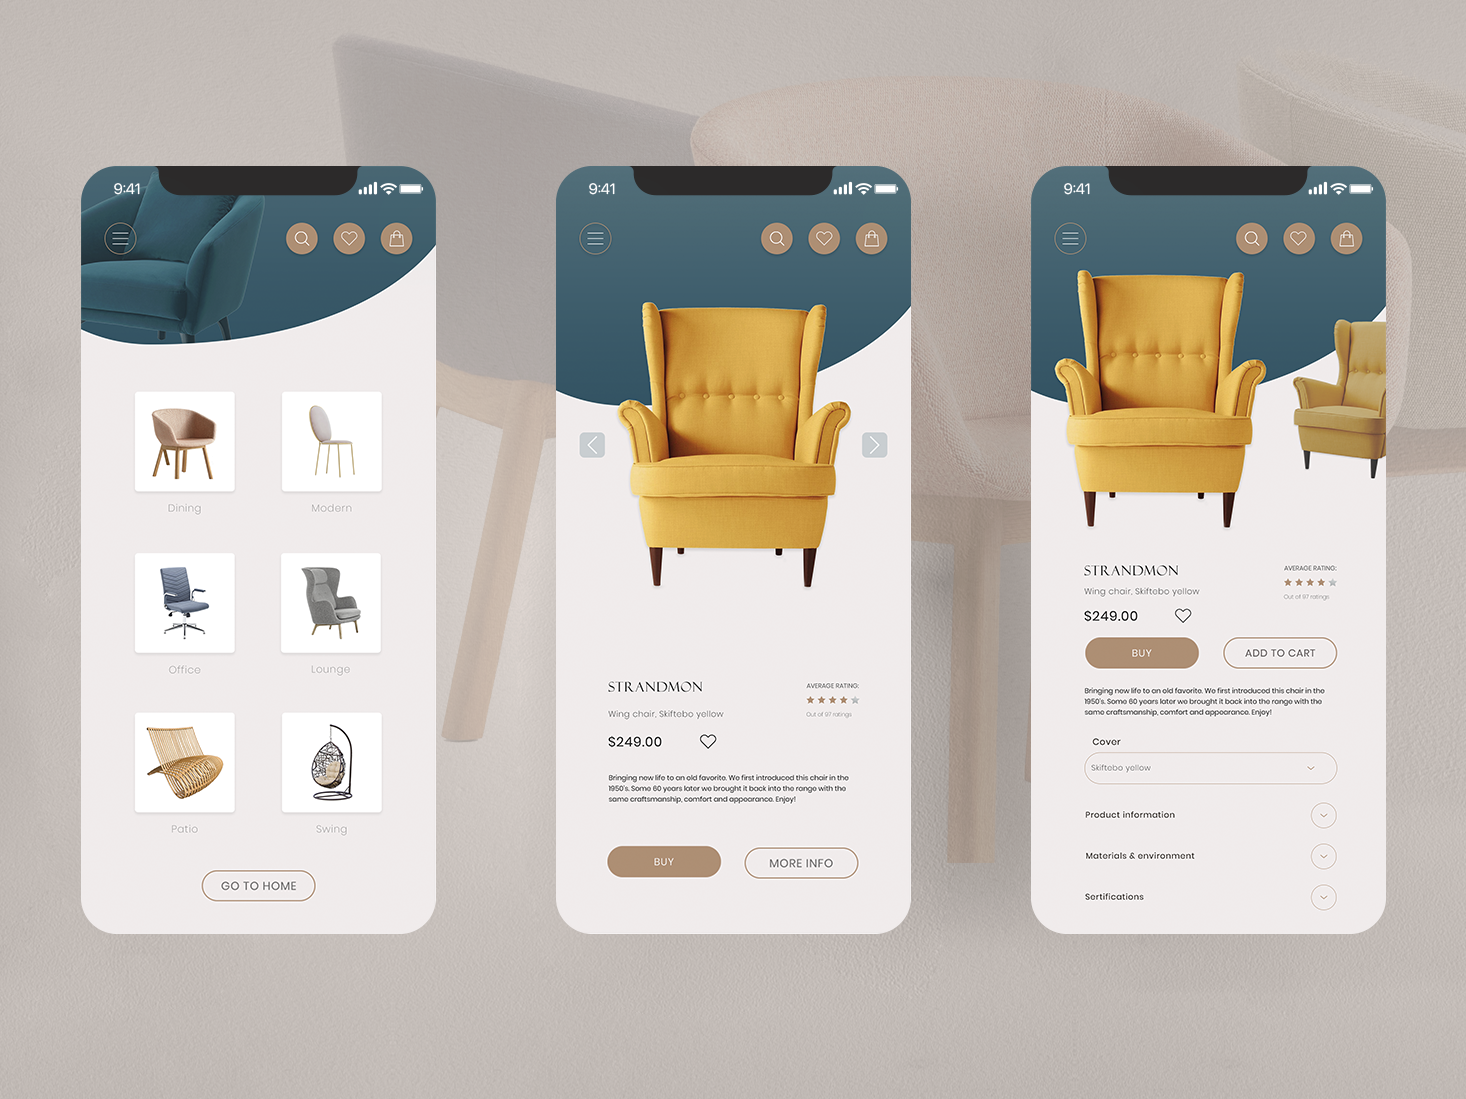 9:41
Dining
Modern
Office
Lounge
Patio
Swing
GO TO HOME
9:41
STRANDMON
AVERAGE RATING:
Wing chair, Skiftebo yellow
Out of 97 ratings
$249.00
Bringing new life to an old favorite. We first introduced this chair in the
1950's. Some 60 years later we brought it back into the range with the
same craftsmanship, comfort and appearance. Enjoy!
BUY
MORE INFO
9:41
STRANDMON
AVERAGE RATING:
Wing chair, Skiftebo yellow
Out of 97 ratings
$249.00
BUY
ADD TO CART
Bringing new life to an old favorite. We first introduced this chair in the
1950's. Some 60 years later we brought it back into the range with the
same craftsmanship, comfort and appearance. Enjoy!
Cover
Skiftebo yellow
Product information
Materials & environment
Sertifications